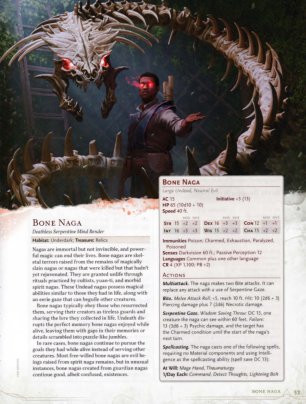 BONE NAGA
Deathless Serpentine Mind Render
Habitat: Underdark; Treasure: Relics
Nagas are immortal but not invincible, and power-
ful magic can end their lives. Bone nagas are skel-
etal terrors raised from the remains of magically
slain nagas or nagas that were killed but that hasn't
yet rejuvenated. They are granted unlife through
rituals practiced by cultists, yuan-ti, and morbid
spirit nagas. These Undead nagas possess magical
abilities similar to those they had in life, along with
an eerie gaze that can beguile other creatures.
Bone nagas typically obey those who resurrected
them, serving their creators as tireless guards and
sharing the lore they collected in life. Undeath dis-
rupts the perfect memory bone nagas enjoyed while
alive, leaving them with gaps in their memories or
details scrambled into puzzle like jumbles.
In rare cases, bone nagas continue to pursue the
goals they had while alive instead of serving other
creatures. Most free-willed bone nagas are evil be-
ings raised from spirit naga remains, but in unusual
instances, bone nagas created from guardian nagas
continue good, albeit confused, existences.
BONE NAGA
Large Undead, Neutral Evil
AC 15 Initiative +3 (13)
HP 65 (10d10 + 10)
Speed 40 ft.
MOD SAVE MOD SAVE MOD SAVE
STR 15 +2 +2 DEX 16 +3 +3 CON 12 +1 +1
INT 16 +3 +3 WIS 15 +2 +2 CHA 15 +2 +2
Immunities Poison; Charmed, Exhaustion, Paralyzed,
Poisoned
Senses Darkvision 60 ft.; Passive Perception 12
Languages Common plus one other language
CR 4 (XP 1,100; PB +2)
ACTIONS
Multiattack. The naga makes two Bite attacks. It can
replace any attack with a use of Serpentine Gaze.
Bite. Melee Attack Roll: +5, reach 10 ft. Hit: 10 (2d6 + 3)
Piercing damage plus 7 (2d6) Necrotic damage.
Serpentine Gaze. Wisdom Saving Throw: DC 13, one
creature the naga can see within 60 feet. Failure:
13 (3d6 + 3) Psychic damage, and the target has
the Charmed condition until the start of the naga's
next turn.
Spellcasting. The naga casts one of the following spells,
requiring no Material components and using Intelli-
gence as the spellcasting ability (spell save DC 13):
At Will: Mage Hand, Thaumaturgy
1/Day Each: Command, Detect Thoughts, Lightning Bolt
BONE NAGA 53